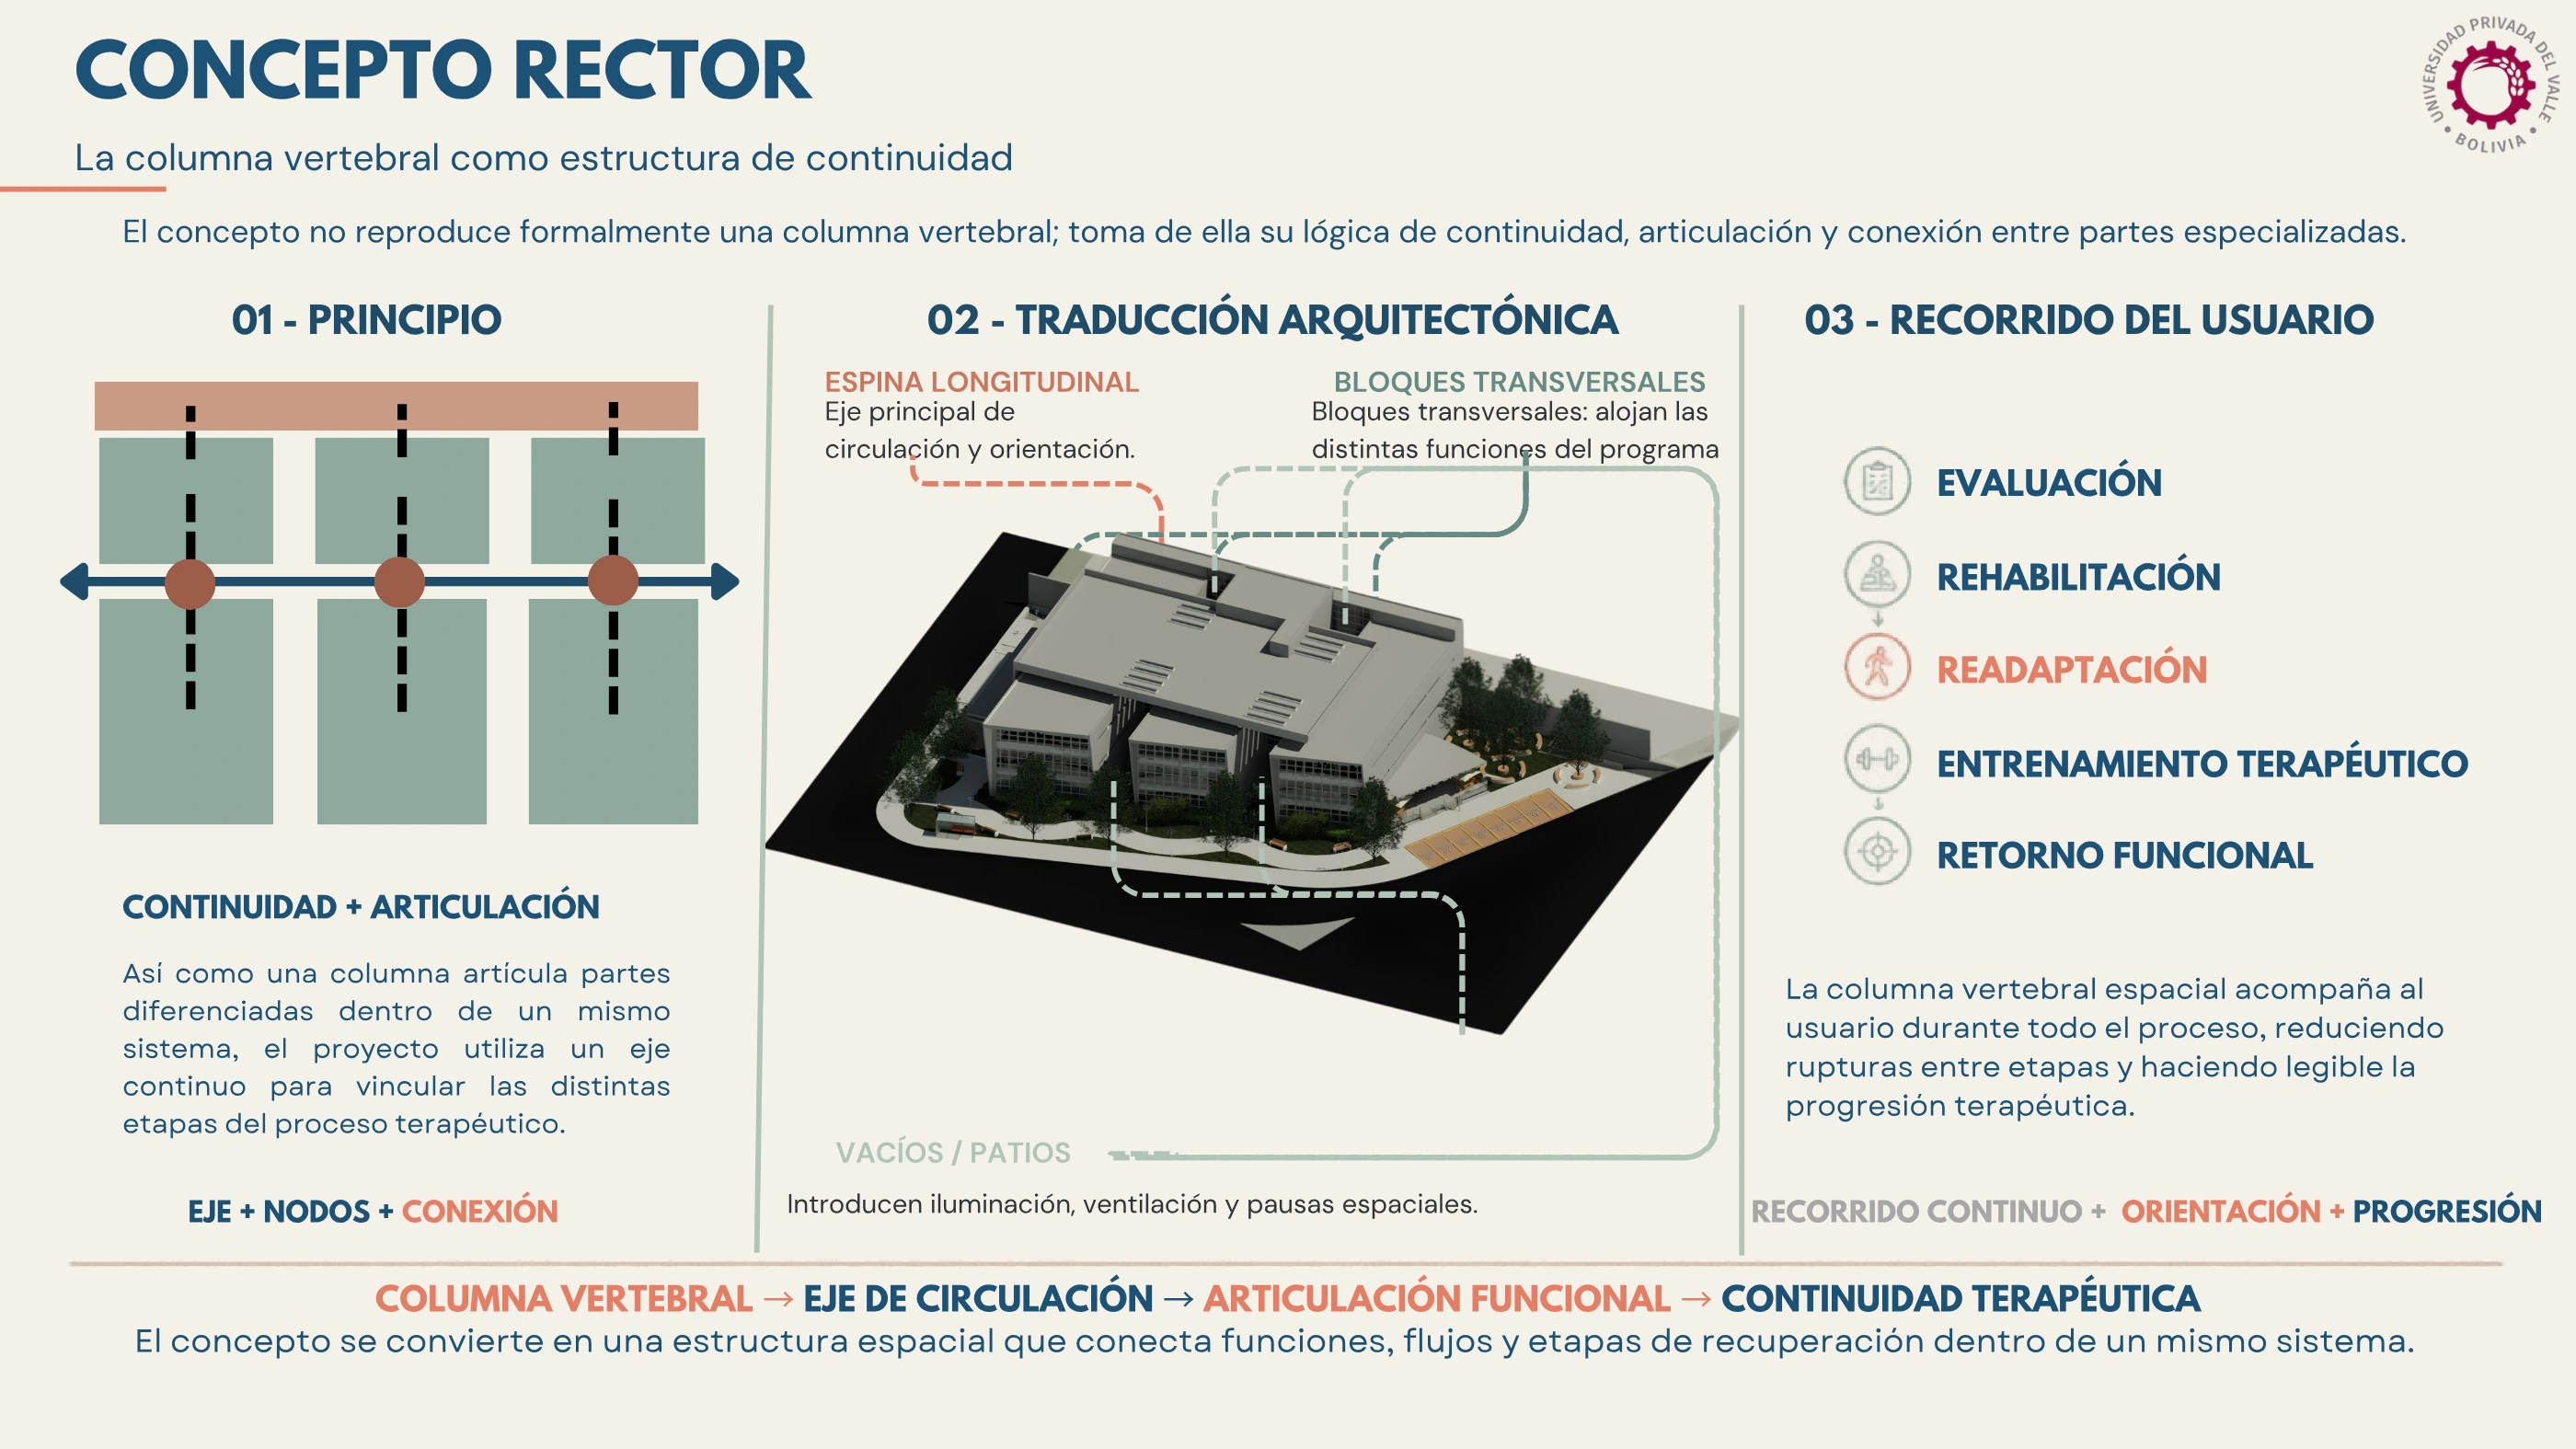 CONCEPTO RECTOR
UNIVERSIDAD PRIVADA DEL VALLE • BOLIVIA •
La columna vertebral como estructura de continuidad
El concepto no reproduce formalmente una columna vertebral; toma de ella su lógica de continuidad, articulación y conexión entre partes especializadas.
01 - PRINCIPIO
CONTINUIDAD + ARTICULACIÓN
Así como una columna artícula partes
diferenciadas dentro de un mismo
sistema, el proyecto utiliza un eje
continuo para vincular las distintas
etapas del proceso terapéutico.
EJE + NODOS + CONEXIÓN
02 - TRADUCCIÓN ARQUITECTÓNICA
ESPINA LONGITUDINAL
Eje principal de
circulación y orientación.
BLOQUES TRANSVERSALES
Bloques transversales: alojan las
distintas funciones del programa
VACÍOS / PATIOS
Introducen iluminación, ventilación y pausas espaciales.
03 - RECORRIDO DEL USUARIO
EVALUACIÓN
REHABILITACIÓN
READAPTACIÓN
ENTRENAMIENTO TERAPÉUTICO
RETORNO FUNCIONAL
La columna vertebral espacial acompaña al
usuario durante todo el proceso, reduciendo
rupturas entre etapas y haciendo legible la
progresión terapéutica.
RECORRIDO CONTINUO + ORIENTACIÓN + PROGRESIÓN
COLUMNA VERTEBRAL → EJE DE CIRCULACIÓN → ARTICULACIÓN FUNCIONAL → CONTINUIDAD TERAPÉUTICA
El concepto se convierte en una estructura espacial que conecta funciones, flujos y etapas de recuperación dentro de un mismo sistema.